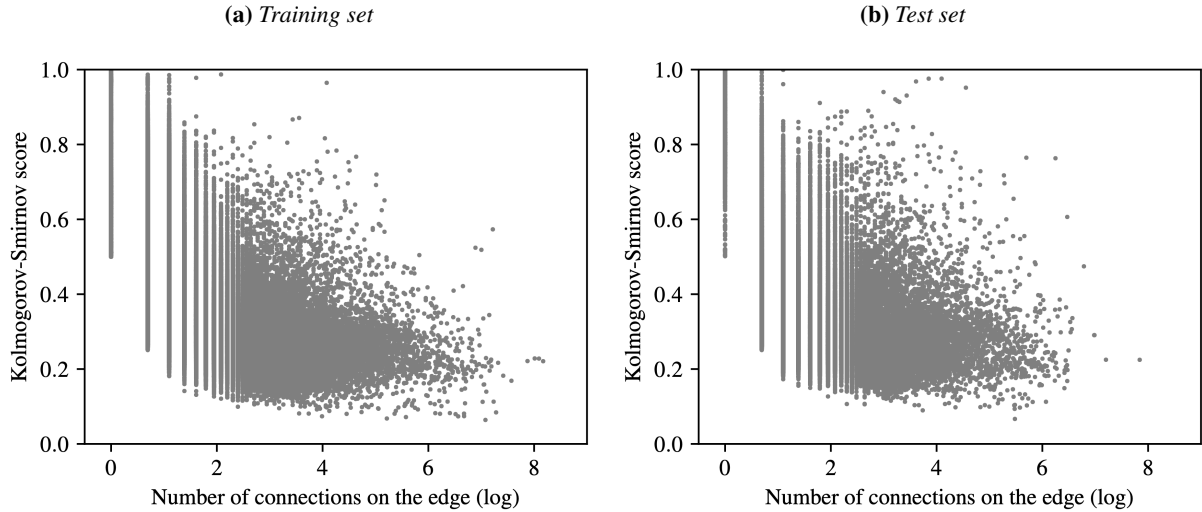 (a) Training set
(b) Test set
Kolmogorov-Smirnov score
1.0
0.8
0.6
0.4
0.2
0.0
0 2 4 6 8
Number of connections on the edge (log)
Kolmogorov-Smirnov score
1.0
0.8
0.6
0.4
0.2
0.0
0 2 4 6 8
Number of connections on the edge (log)